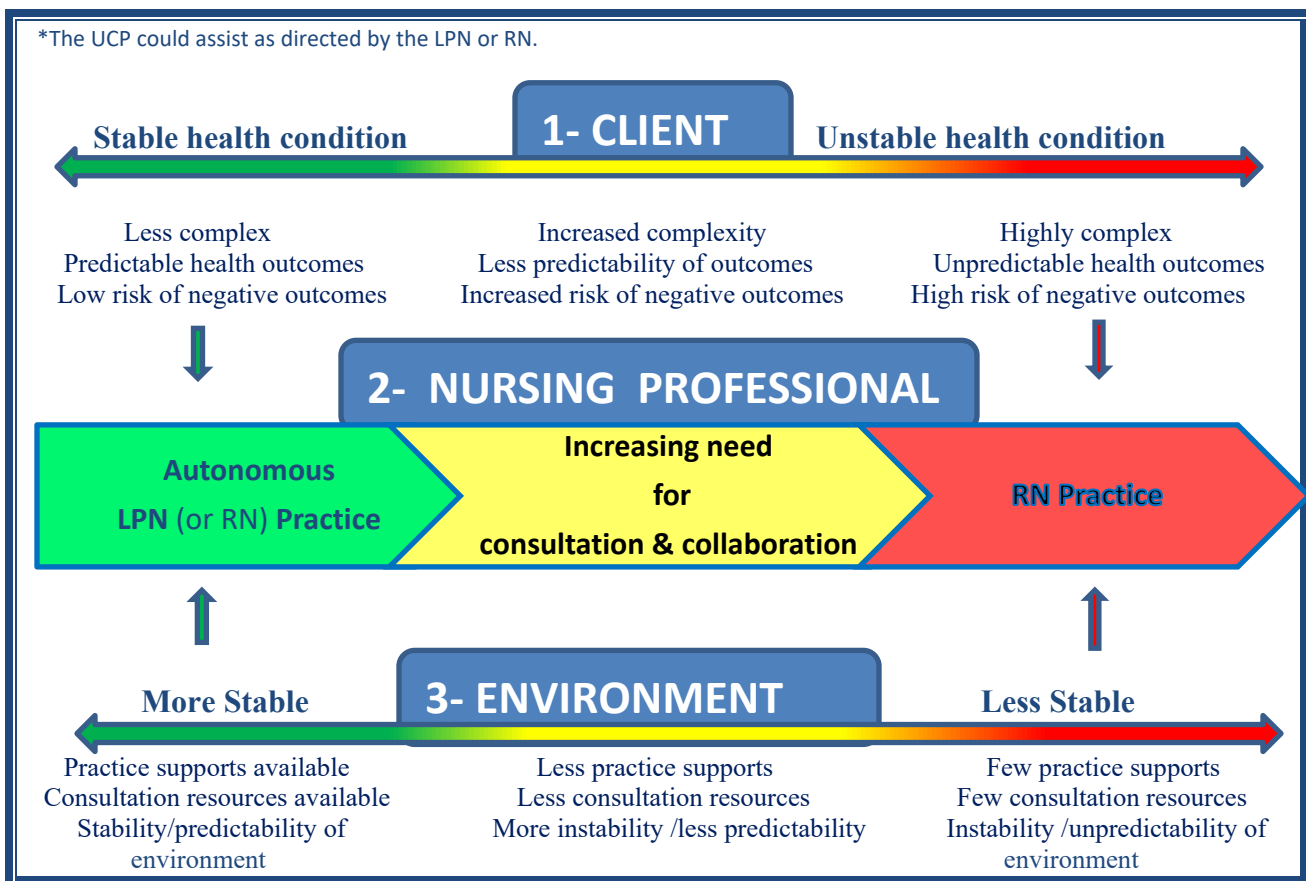 *The UCP could assist as directed by the LPN or RN.
1- CLIENT
Stable health condition
Unstable health condition
Less complex
Predictable health outcomes
Low risk of negative outcomes
Increased complexity
Less predictability of outcomes
Increased risk of negative outcomes
Highly complex
Unpredictable health outcomes
High risk of negative outcomes
2- NURSING PROFESSIONAL
Autonomous
LPN (or RN) Practice
Increasing need
for
consultation & collaboration
RN Practice
3- ENVIRONMENT
More Stable
Less Stable
Practice supports available
Consultation resources available
Stability/predictability of
environment
Less practice supports
Less consultation resources
More instability /less predictability
Few practice supports
Few consultation resources
Instability /unpredictability of
environment